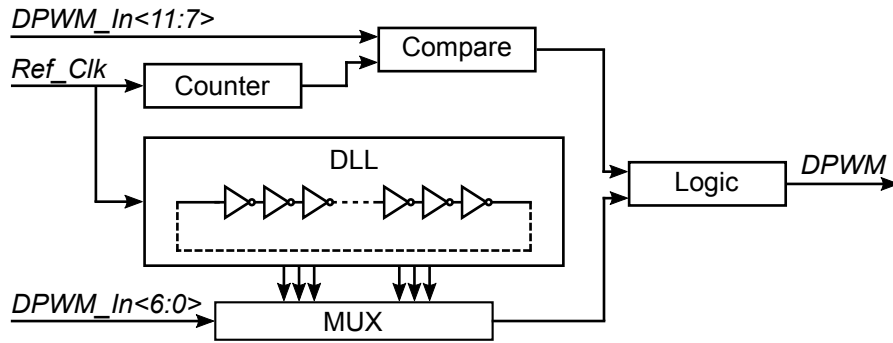 DPWM_In<11:7>
Compare
Ref_Clk
Counter
DLL
Logic
DPWM
DPWM_In<6:0>
MUX